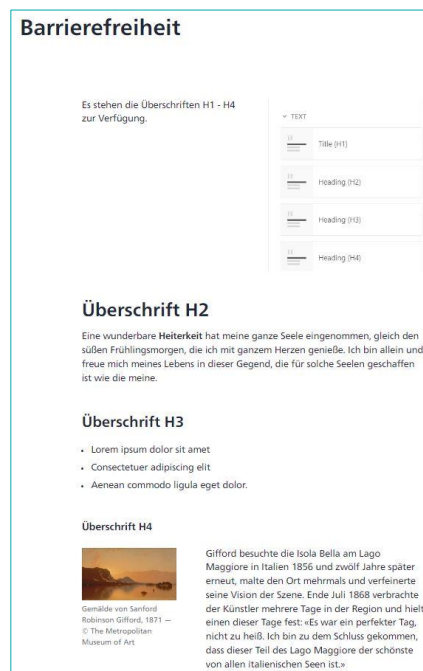 Barrierefreiheit
Es stehen die Überschriften H1 - H4
zur Verfügung.
TEXT
Title (H1)
Heading (H2)
Heading (H3)
Heading (H4)
Überschrift H2
Eine wunderbare Heiterkeit hat meine ganze Seele eingenommen, gleich den
süßen Frühlingsmorgen, die ich mit ganzem Herzen genieße. Ich bin allein und
freue mich meines Lebens in dieser Gegend, die für solche Seelen geschaffen
ist wie die meine.
Überschrift H3
• Lorem ipsum dolor sit amet
• Consectetuer adipiscing elit
• Aenean commodo ligula eget dolor.
Überschrift H4
Gemälde von Sanford
Robinson Gifford, 1871 —
© The Metropolitan
Museum of Art
Gifford besuchte die Isola Bella am Lago
Maggiore in Italien 1856 und zwölf Jahre später
erneut, malte den Ort mehrmals und verfeinerte
seine Vision der Szene. Ende Juli 1868 verbrachte
der Künstler mehrere Tage in der Region und hielt
einen dieser Tage fest: «Es war ein perfekter Tag,
nicht zu heiß. Ich bin zu dem Schluss gekommen,
dass dieser Teil des Lago Maggiore der schönste
von allen italienischen Seen ist.»